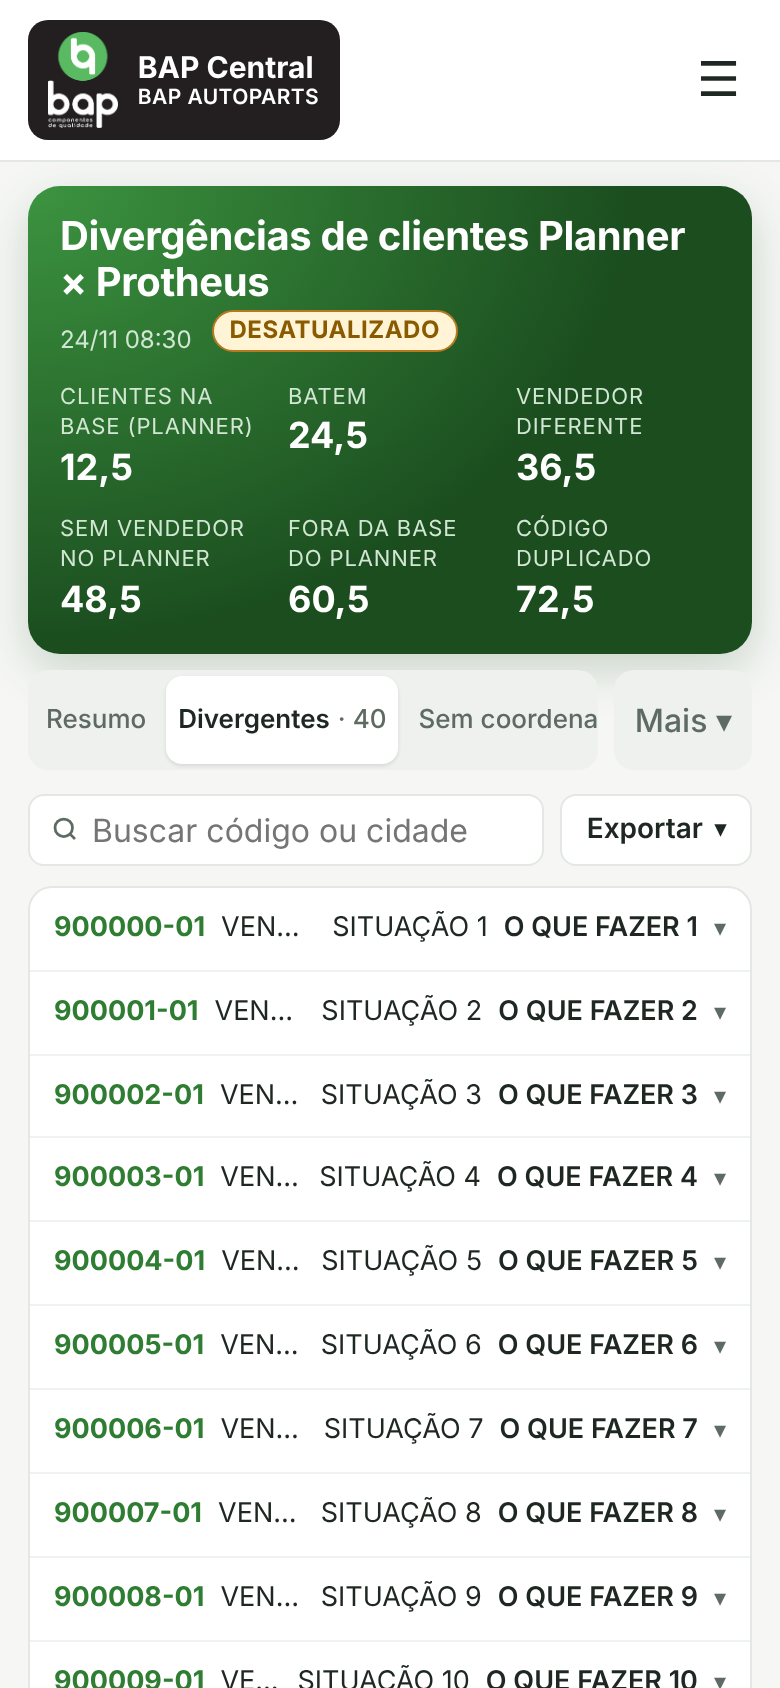 bap
componentes
de qualidade
BAP Central
BAP AUTOPARTS
Divergências de clientes Planner
× Protheus
24/11 08:30 DESATUALIZADO
CLIENTES NA
BASE (PLANNER)
12,5
BATEM
24,5
VENDEDOR
DIFERENTE
36,5
SEM VENDEDOR
NO PLANNER
48,5
FORA DA BASE
DO PLANNER
60,5
CÓDIGO
DUPLICADO
72,5
Resumo Divergentes · 40 Sem coordena Mais ▾
Buscar código ou cidade Exportar ▾
900000-01 VEN... SITUAÇÃO 1 O QUE FAZER 1 ▾
900001-01 VEN... SITUAÇÃO 2 O QUE FAZER 2 ▾
900002-01 VEN... SITUAÇÃO 3 O QUE FAZER 3 ▾
900003-01 VEN... SITUAÇÃO 4 O QUE FAZER 4 ▾
900004-01 VEN... SITUAÇÃO 5 O QUE FAZER 5 ▾
900005-01 VEN... SITUAÇÃO 6 O QUE FAZER 6 ▾
900006-01 VEN... SITUAÇÃO 7 O QUE FAZER 7 ▾
900007-01 VEN... SITUAÇÃO 8 O QUE FAZER 8 ▾
900008-01 VEN... SITUAÇÃO 9 O QUE FAZER 9 ▾
900009-01 VE... SITUAÇÃO 10 O QUE FAZER 10 ▾